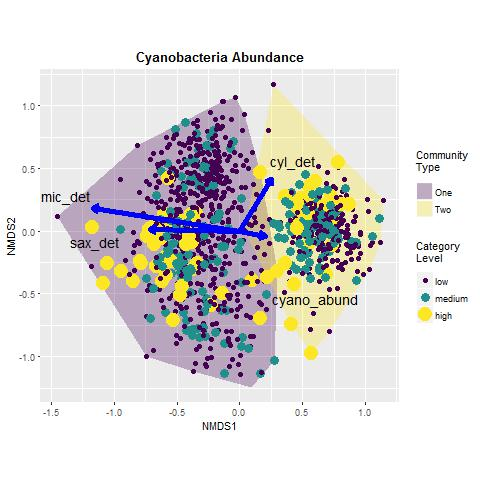 Cyanobacteria Abundance
1.0
0.5
0.0
-0.5
-1.0
NMDS2
-1.5
-1.0
-0.5
0.0
0.5
1.0
NMDS1
cyl_det
mic_det
sax_det
cyano_abund
Community
Type
One
Two
Category
Level
low
medium
high